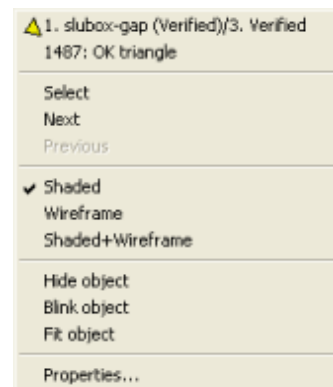 1. slubox-gap (Verified)/3. Verified
1487: OK triangle
Select
Next
Previous
Shaded
Wireframe
Shaded+Wireframe
Hide object
Blink object
Fit object
Properties...